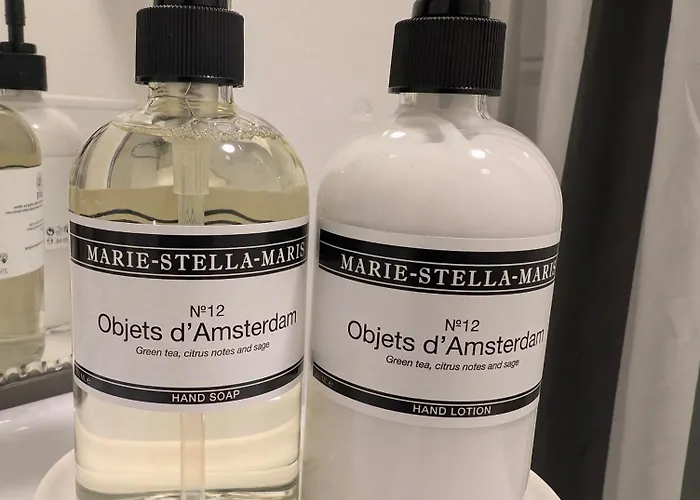 MARIE-STELLA-MARIS
Nº12
Objets d'Amsterdam
Green tea, citrus notes and sage
HAND SOAP
MARIE-STELLA-MARIS
Nº12
Objets d'Amsterdam
Green tea, citrus notes and sage
HAND LOTION